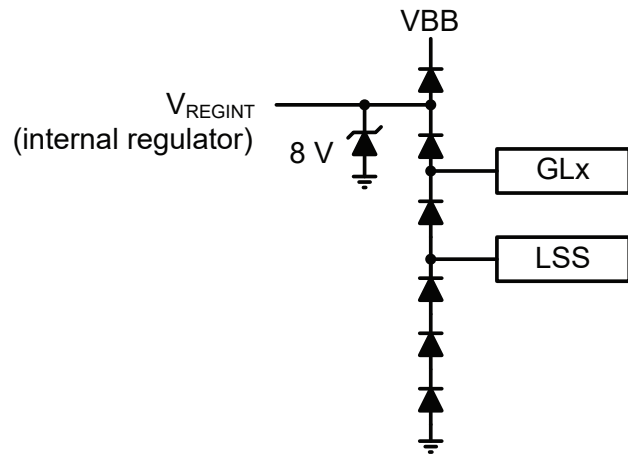 VBB
VREGINT
(internal regulator)
8 V
GLx
LSS